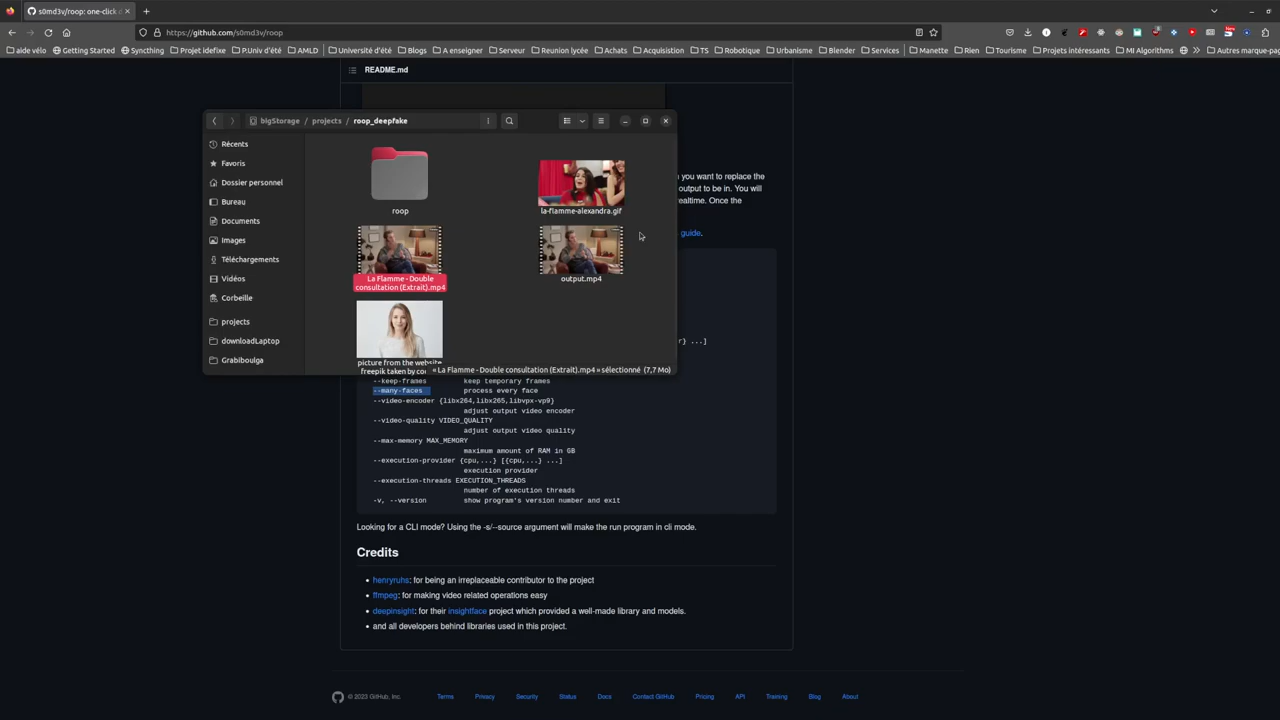 s0md3v/roop: one-click d
https://github.com/s0md3v/roop
aide vélo
Getting Started
Syncthing
Projet Idefixe
P.Univ d'été
AMLD
Université d'été
Blogs
A enseigner
Serveur
Reunion lycée
Achats
Acquisition
TS
Robotique
Urbanisme
Blender
Services
Manette
Rien
Tourisme
Projets intéressants
MI Algorithms
Autres marque-pag
README.md
bigStorage / projects / roop_deepfake
Récents
Favoris
Dossier personnel
Bureau
Documents
Images
Téléchargements
Vidéos
Corbeille
projects
downloadLaptop
Grabiboulga
roop
la-flamme-alexandra.gif
La Flamme - Double
consultation (Extrait).mp4
output.mp4
picture from the website
freepik taken by
« La Flamme - Double consultation (Extrait).mp4 » sélectionné (7,7 Mo)
you want to replace the
output to be in. You will
realtime. Once the
guide.
...]
--keep-frames keep temporary frames
--many-faces process every face
--video-encoder {libx264,libx265,libvpx-vp9}
adjust output video encoder
--video-quality VIDEO_QUALITY
adjust output video quality
--max-memory MAX_MEMORY
maximum amount of RAM in GB
--execution-provider {cpu,...} [{cpu,...} ...]
execution provider
--execution-threads EXECUTION_THREADS
number of execution threads
-v, --version show program's version number and exit
Looking for a CLI mode? Using the -s/--source argument will make the run program in cli mode.
Credits
henryruhs: for being an irreplaceable contributor to the project
ffmpeg: for making video related operations easy
deepinsight: for their insightface project which provided a well-made library and models.
and all developers behind libraries used in this project.
© 2023 GitHub, Inc.
Terms
Privacy
Security
Status
Docs
Contact GitHub
Pricing
API
Training
Blog
About